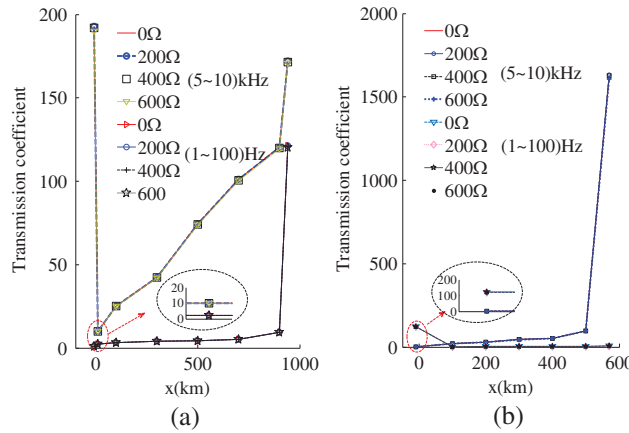 Transmission coefficient
200
150
100
50
0
0
500
1000
x(km)
0Ω
200Ω
400Ω (5~10)kHz
600Ω
0Ω
200Ω (1~100)Hz
400Ω
600
20
10
0
(a)
Transmission coefficient
2000
1600
1200
500
0
0
200
400
600
x(km)
0Ω
200Ω
400Ω (5~10)kHz
600Ω
0Ω
200Ω (1~100)Hz
400Ω
600Ω
200
100
0
(b)